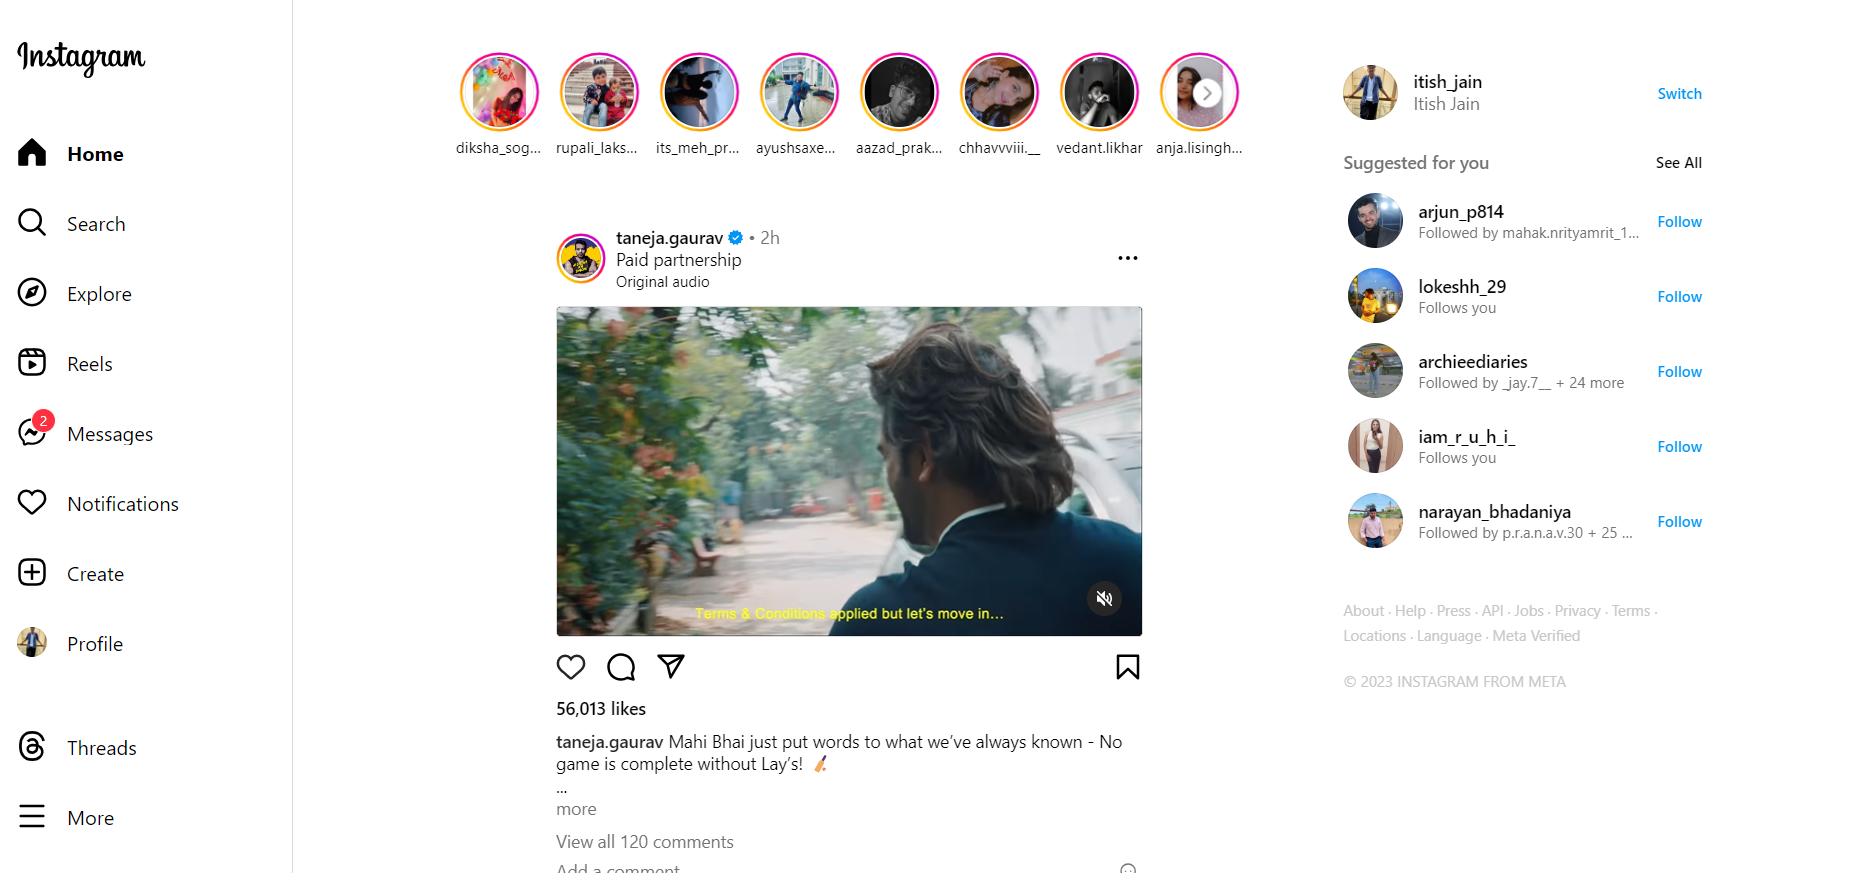 Instagram
Home
Search
Explore
Reels
2
Messages
Notifications
Create
Profile
Threads
More
diksha_sog... rupali_laks... its_meh_pr... ayushsaxe... aazad_prak... chhavvviii.__ vedant.likhar anja.lisingh...
taneja.gaurav • 2h
Paid partnership
Original audio
Terms & Conditions applied but let's move in...
56,013 likes
taneja.gaurav Mahi Bhai just put words to what we've always known - No
game is complete without Lay's!
...
more
View all 120 comments
Add a comment
itish_jain
Itish Jain
Switch
Suggested for you See All
arjun_p814
Followed by mahak.nrityamrit_1...
Follow
lokeshh_29
Follows you
Follow
archieediaries
Followed by _jay.7__ + 24 more
Follow
iam_r_u_h_i_
Follows you
Follow
narayan_bhadaniya
Followed by p.r.a.n.a.v.30 + 25 ...
Follow
About · Help · Press · API · Jobs · Privacy · Terms ·
Locations · Language · Meta Verified
© 2023 INSTAGRAM FROM META